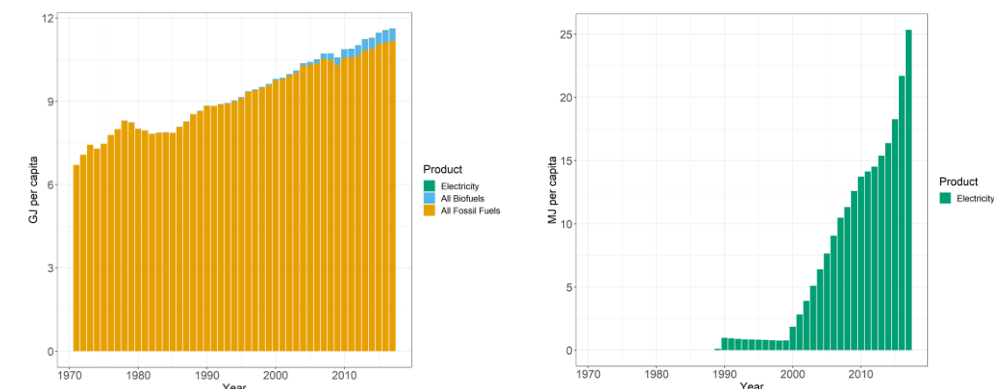 12
9
6
3
0
GJ per capita
1970
1980
1990
2000
2010
Year
Product
Electricity
All Biofuels
All Fossil Fuels
25
20
15
10
5
0
MJ per capita
1970
1980
1990
2000
2010
Year
Product
Electricity